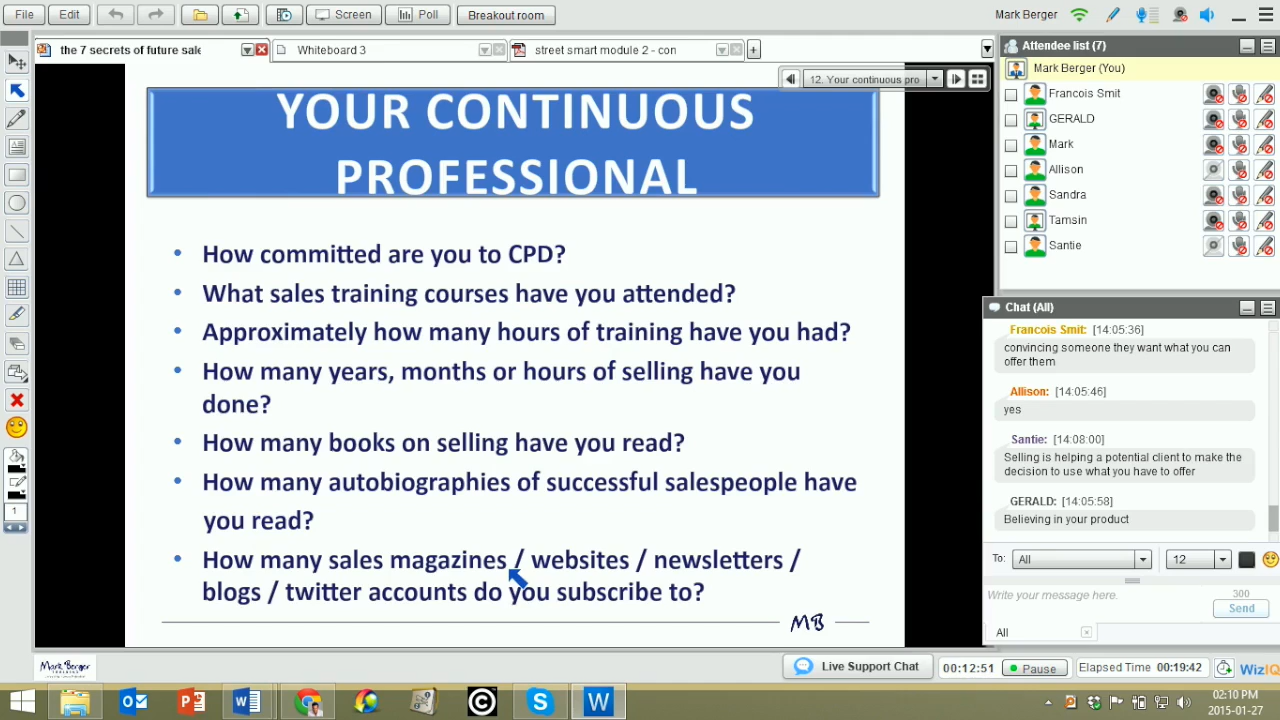 File Edit Screen Poll Breakout room Mark Berger
the 7 secrets of future sale Whiteboard 3 street smart module 2 - con
12. Your continuous pro
YOUR CONTINUOUS
PROFESSIONAL
• How committed are you to CPD?
• What sales training courses have you attended?
• Approximately how many hours of training have you had?
• How many years, months or hours of selling have you
done?
• How many books on selling have you read?
• How many autobiographies of successful salespeople have
you read?
• How many sales magazines / websites / newsletters /
blogs / twitter accounts do you subscribe to?
MB
Attendee list (7)
Mark Berger (You)
Francois Smit
GERALD
Mark
Allison
Sandra
Tamsin
Santie
Chat (All)
Francois Smit: [14:05:36]
convincing someone they want what you can
offer them
Allison: [14:05:46]
yes
Santie: [14:08:00]
Selling is helping a potential client to make the
decision to use what you have to offer
GERALD: [14:05:58]
Believing in your product
To: All 12
Write your message here. 300
Send
All
1
Mark Berger
Live Support Chat 00:12:51 Pause Elapsed Time 00:19:42 WizIQ
02:10 PM
2015-01-27